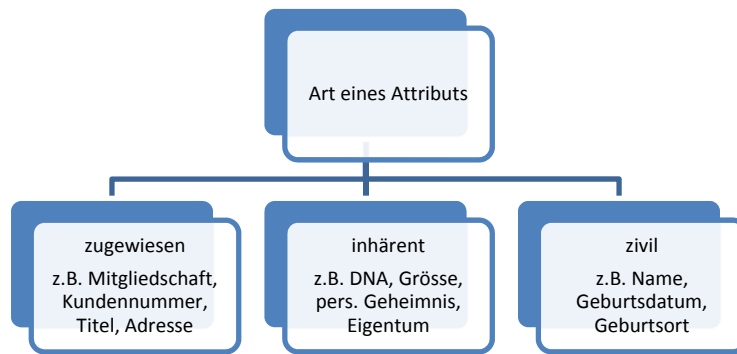 Art eines Attributs
zugewiesen
z.B. Mitgliedschaft,
Kundennummer,
Titel, Adresse
inhärent
z.B. DNA, Grösse,
pers. Geheimnis,
Eigentum
zivil
z.B. Name,
Geburtsdatum,
Geburtsort